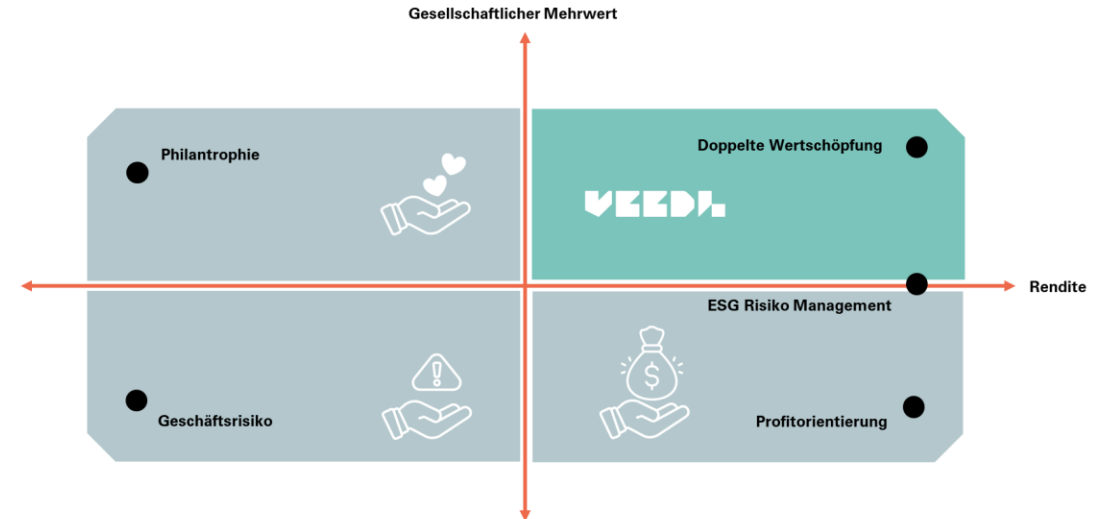 Gesellschaftlicher Mehrwert
Philantrophie
Doppelte Wertschöpfung
VEEDL
Rendite
ESG Risiko Management
$
Geschäftsrisiko
Profitorientierung